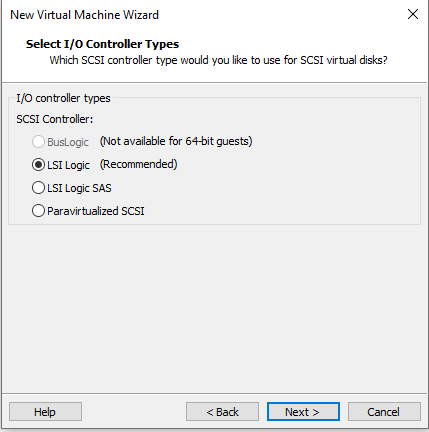 New Virtual Machine Wizard
Select I/O Controller Types
Which SCSI controller type would you like to use for SCSI virtual disks?
I/O controller types
SCSI Controller:
BusLogic (Not available for 64-bit guests)
LSI Logic (Recommended)
LSI Logic SAS
Paravirtualized SCSI
Help < Back Next > Cancel